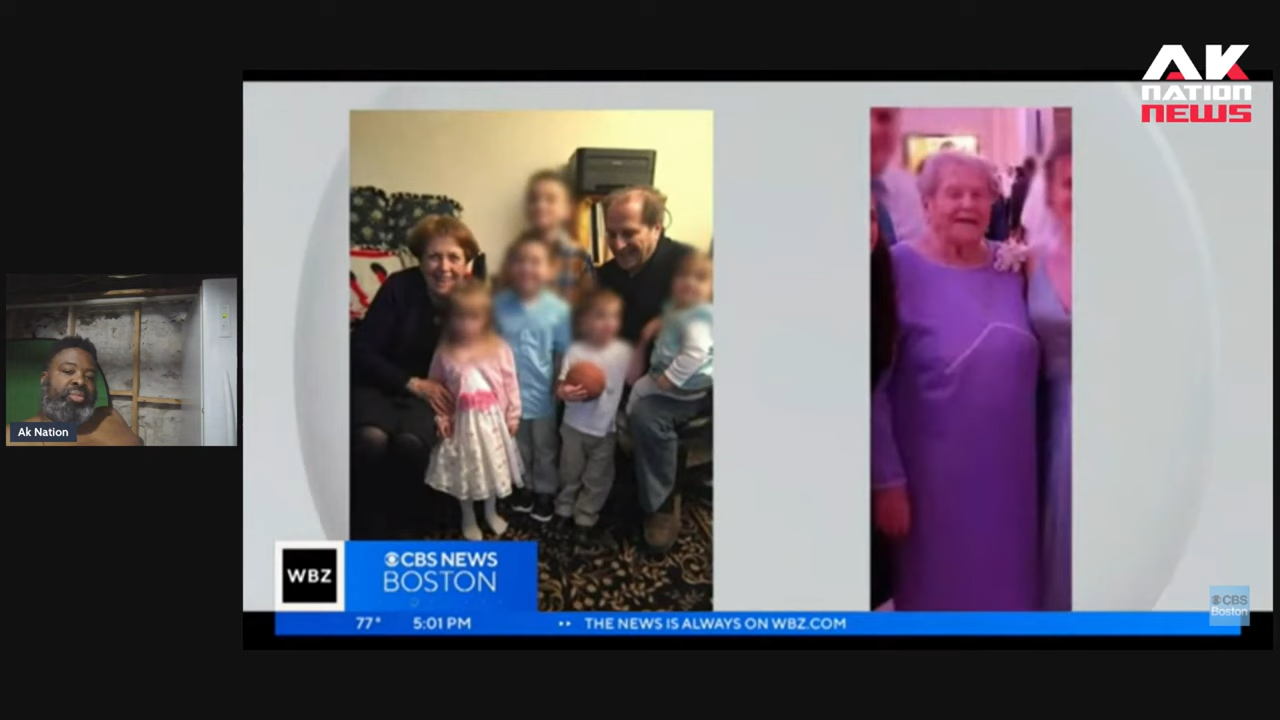 AK
NATION
NEWS
Ak Nation
WBZ
CBS NEWS
BOSTON
77° 5:01 PM THE NEWS IS ALWAYS ON WBZ.COM
CBS
Boston